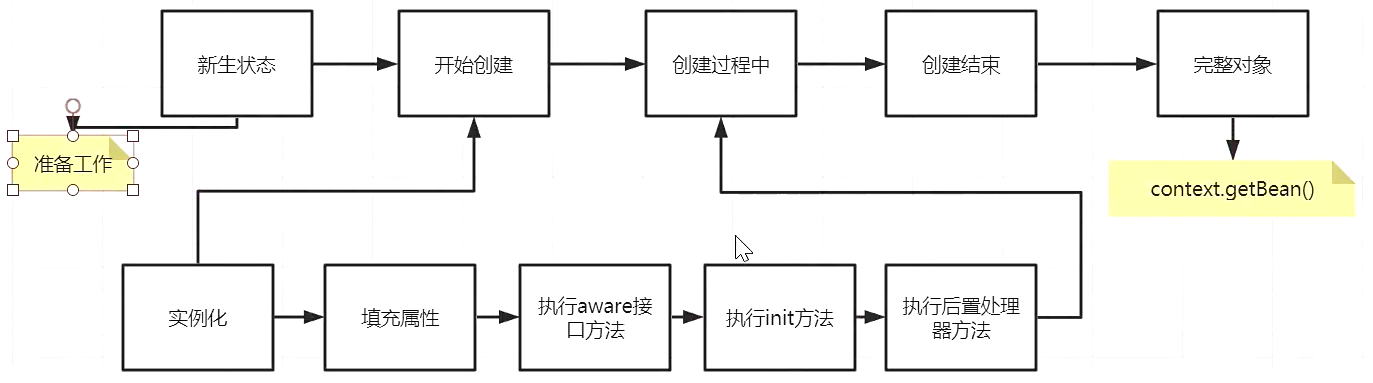 新生状态
开始创建
创建过程中
创建结束
完整对象
准备工作
context.getBean()
实例化
填充属性
执行aware接
口方法
执行init方法
执行后置处理
器方法